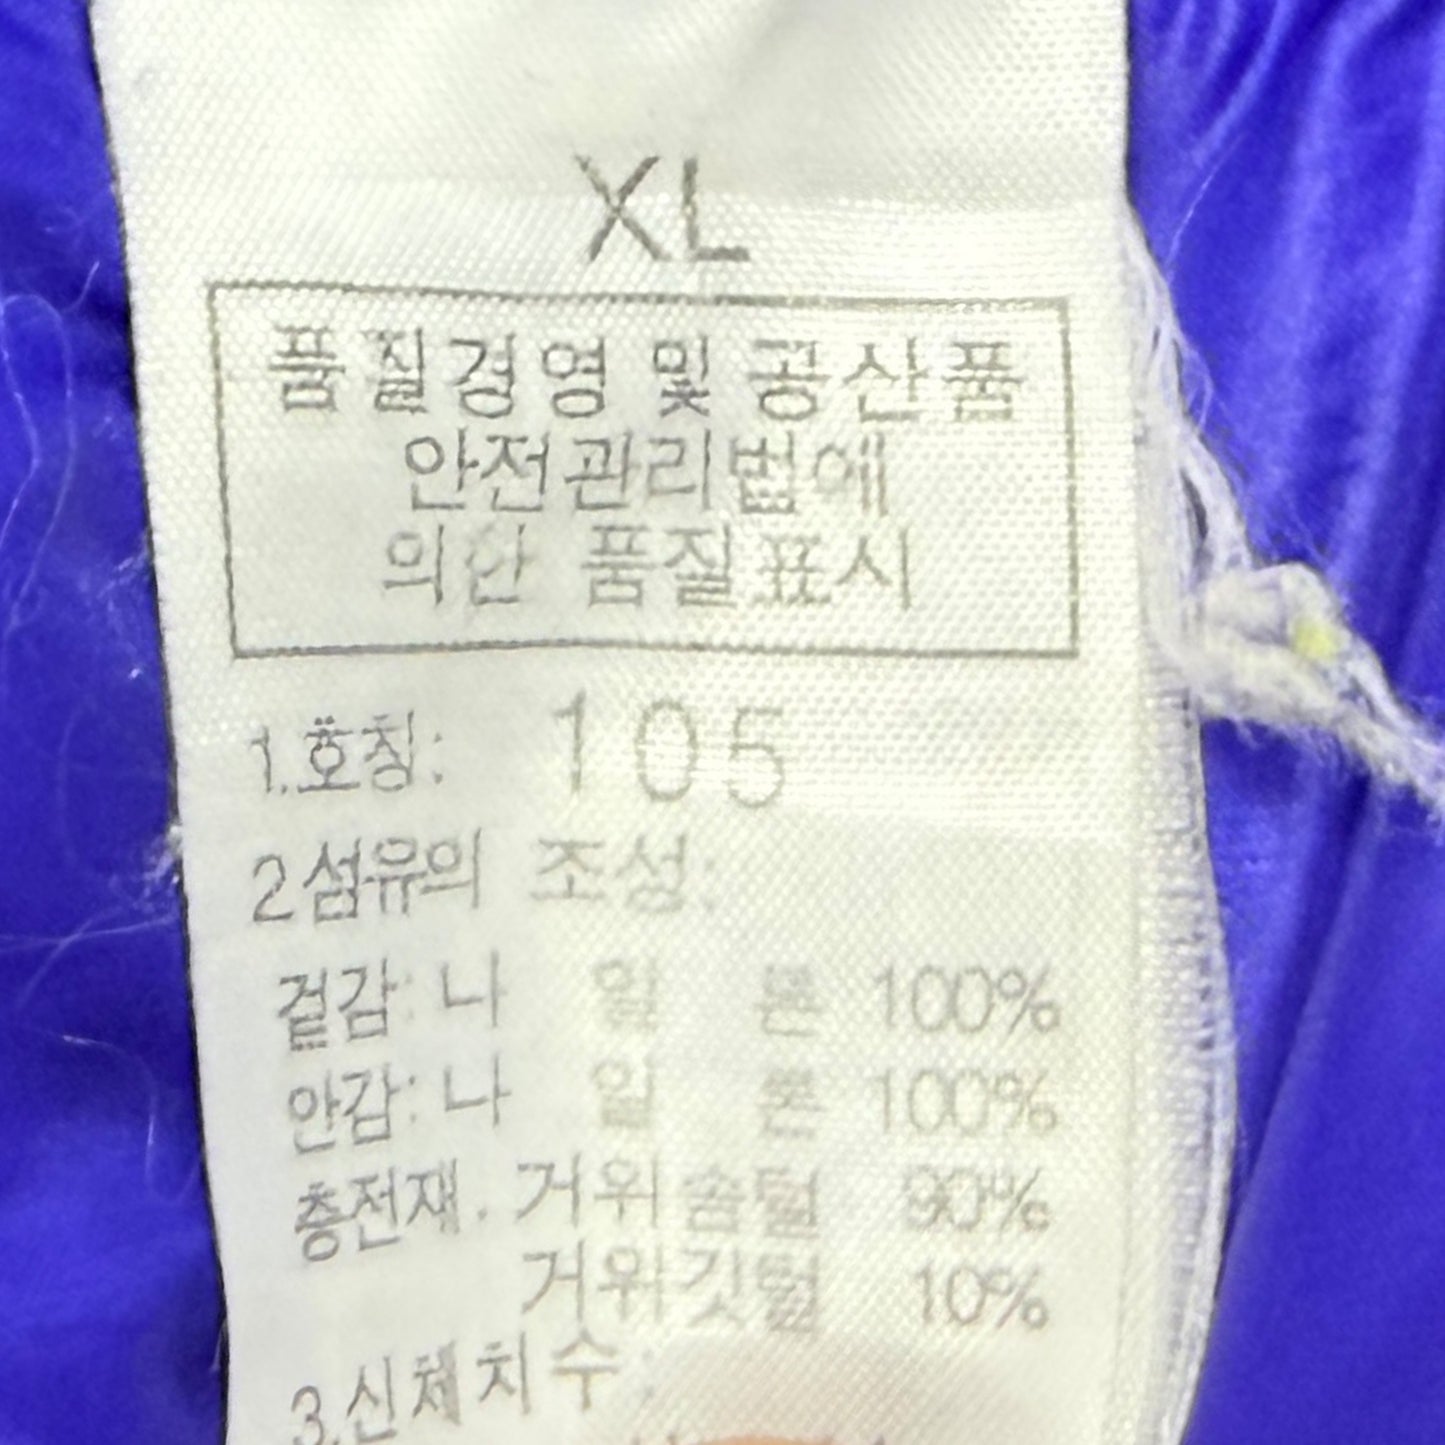 XL
품질경영 및 공산품
안전관리법에
의한 품질표시
1.호칭: 105
2섬유의 조성:
겉감: 나 일 론 100%
안감: 나 일 론 100%
충전재. 거위솜털 90%
거위깃털 10%
3.신체치수: